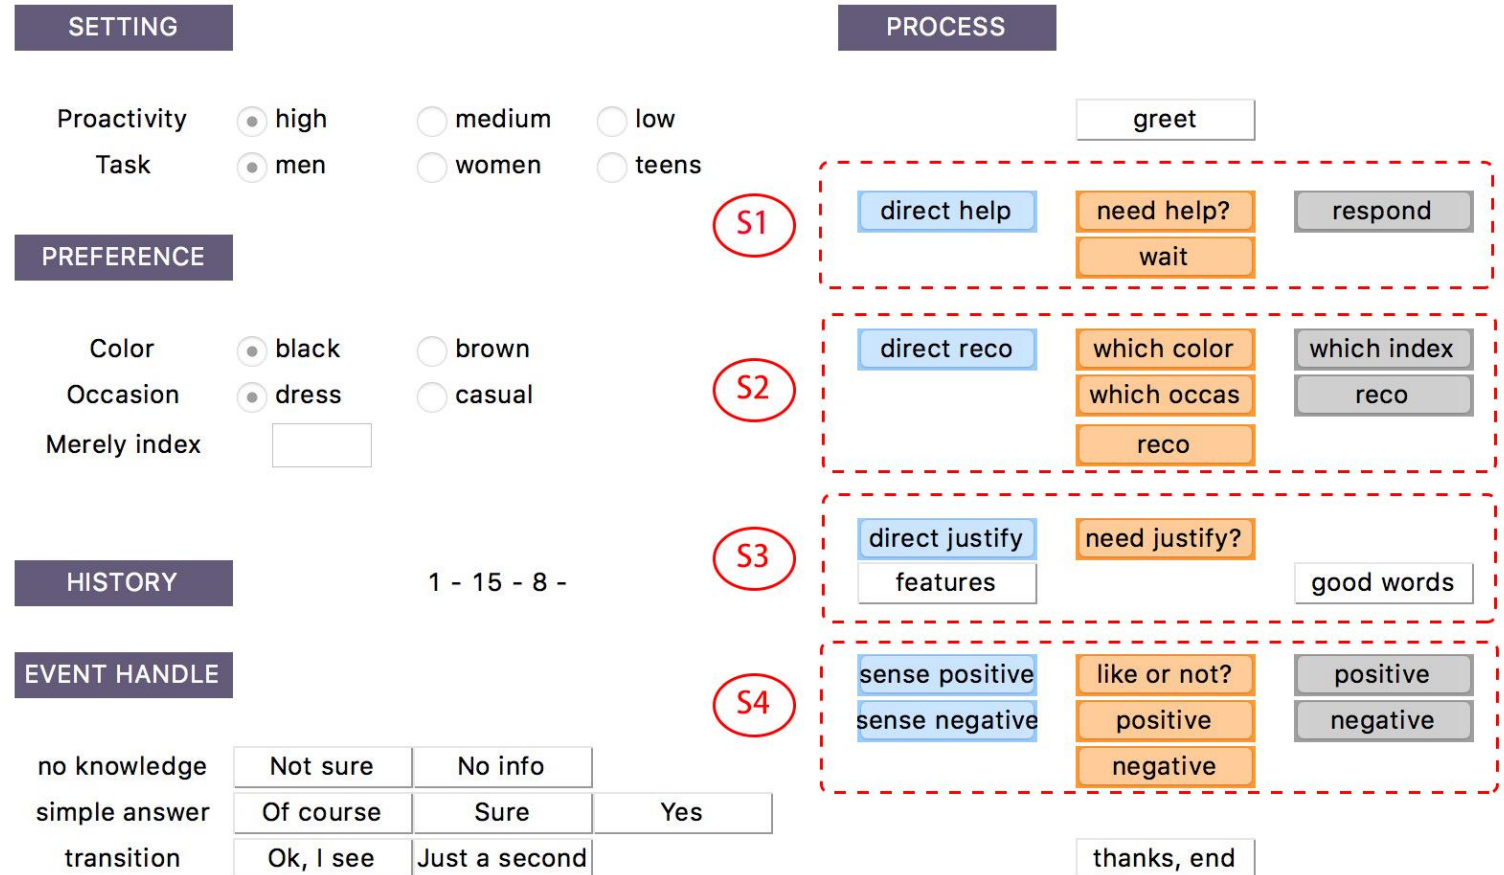 SETTING
Proactivity high medium low
Task men women teens
PREFERENCE
Color black brown
Occasion dress casual
Merely index
HISTORY 1 - 15 - 8 -
EVENT HANDLE
no knowledge Not sure No info
simple answer Of course Sure Yes
transition Ok, I see Just a second
PROCESS
greet
S1
direct help need help? respond
wait
S2
direct reco which color which index
which occas reco
reco
S3
direct justify need justify?
features good words
S4
sense positive like or not? positive
sense negative positive negative
negative
thanks, end